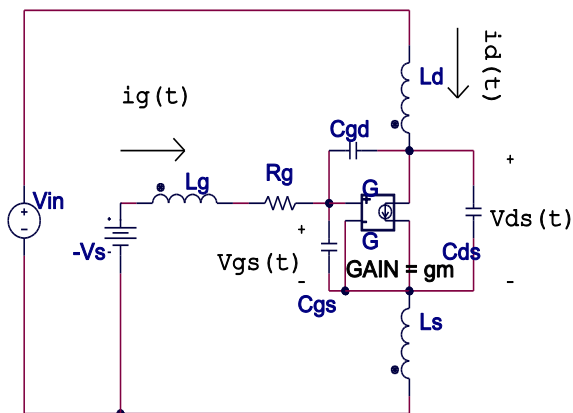 id(t)
Ld
ig(t)
Cgd
+
Rg
Lg
G
+
Vin
+
-
-Vs-
+
Vgs(t)
-
-
G
Vds(t)
Cds
GAIN = gm
-
Cgs
Ls